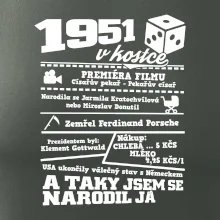 1951
v kostce
PREMIÉRA FILMU
Císařův pekař - Pekařův císař
Narodila se Jarmila Kratochvílová
nebo Miroslav Donutil
Zemřel Ferdinand Porsche
Prezidentem byl:
Klement Gottwald
Nákup:
CHLEBA ... 5 KČS
MLÉKO
2,95 KČS/l
USA ukončily válečný stav s Německem
A TAKY JSEM SE
NARODIL JÁ